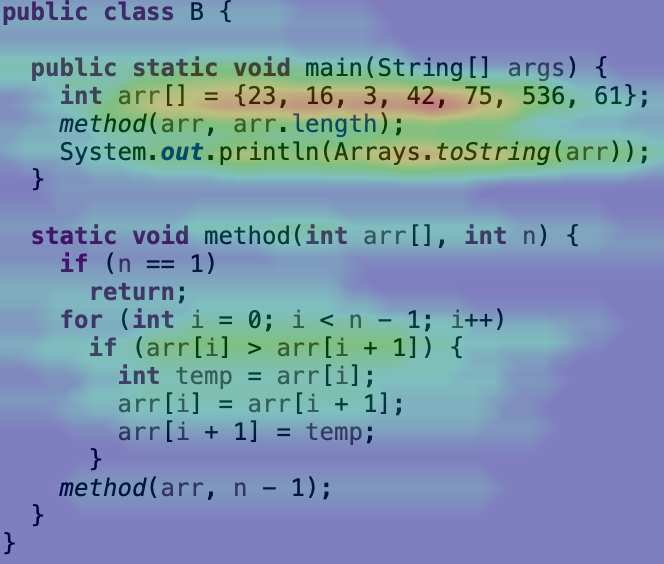 public class B {
  public static void main(String[] args) {
    int arr[] = {23, 16, 3, 42, 75, 536, 61};
    method(arr, arr.length);
    System.out.println(Arrays.toString(arr));
  }
  static void method(int arr[], int n) {
    if (n == 1)
      return;
    for (int i = 0; i < n - 1; i++)
      if (arr[i] > arr[i + 1]) {
        int temp = arr[i];
        arr[i] = arr[i + 1];
        arr[i + 1] = temp;
      }
    method(arr, n - 1);
  }
}